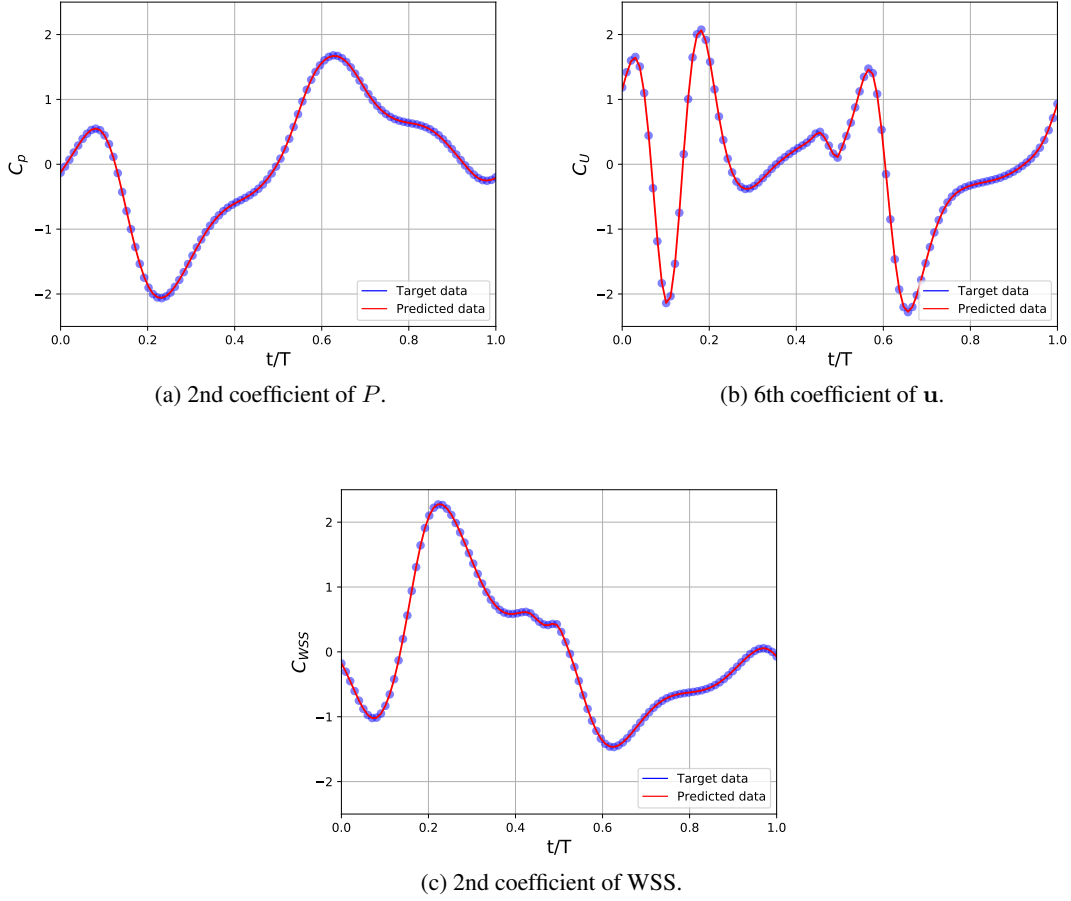 2
1
0
−1
−2
C_p
0.0 0.2 0.4 0.6 0.8 1.0
t/T
Target data
Predicted data
(a) 2nd coefficient of P.
2
1
0
−1
−2
C_U
0.0 0.2 0.4 0.6 0.8 1.0
t/T
Target data
Predicted data
(b) 6th coefficient of u.
2
1
0
−1
−2
C_WSS
0.0 0.2 0.4 0.6 0.8 1.0
t/T
Target data
Predicted data
(c) 2nd coefficient of WSS.